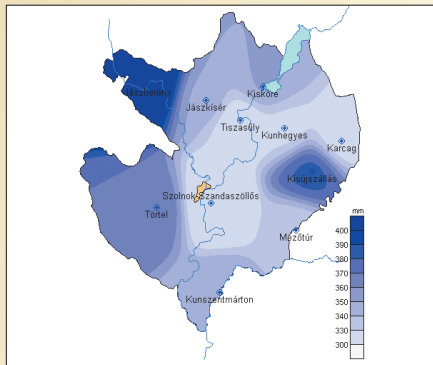 Jászberény
Kisköre
Jászkísér
Tiszasüly
Kunhegyes
Karcag
Kisújszállás
Szolnok-Szandaszöllős
Törtel
Mezőtúr
Kunszentmárton
mm
400
390
380
370
360
350
340
330
300